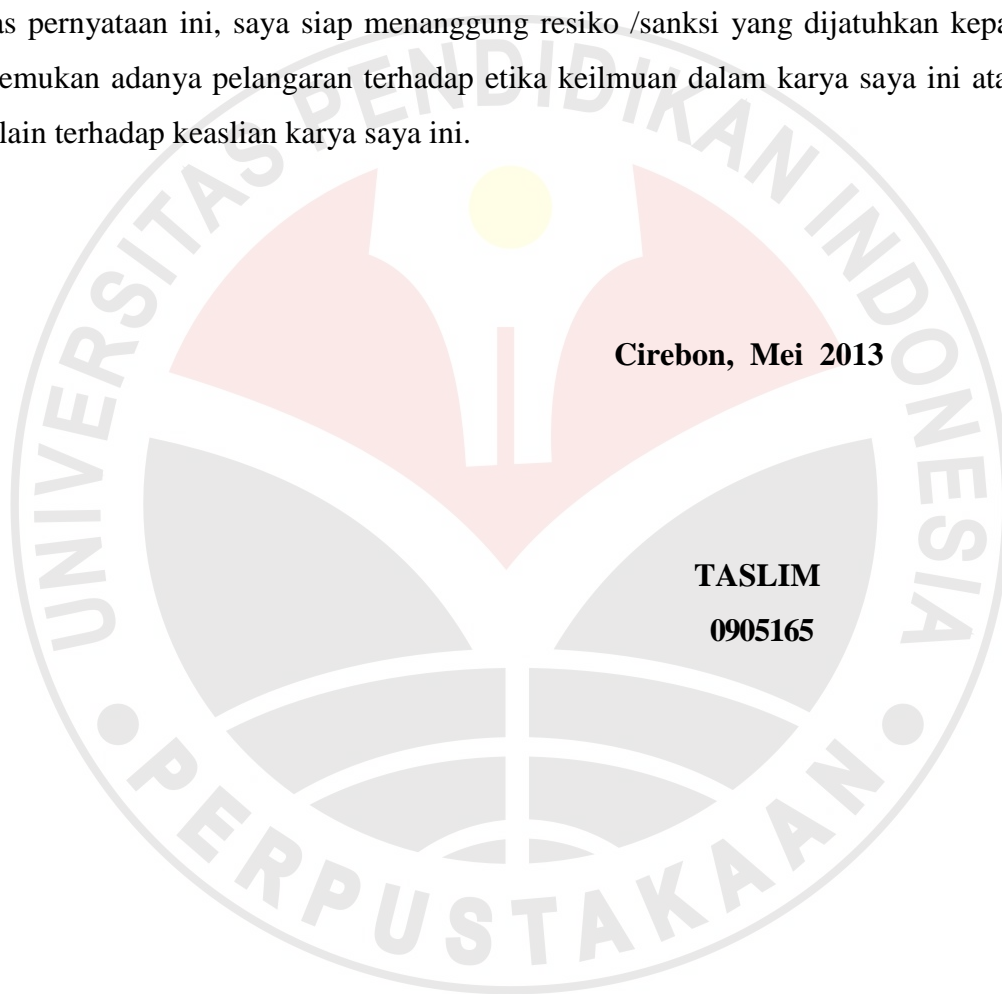 as pernyataan ini, saya siap menanggung resiko /sanksi yang dijatuhkan kepa
emukan adanya pelangaran terhadap etika keilmuan dalam karya saya ini ata
lain terhadap keaslian karya saya ini.
Cirebon, Mei 2013
TASLIM
0905165
UNIVERSITAS PENDIDIKAN INDONESIA
PERPUSTAKAAN